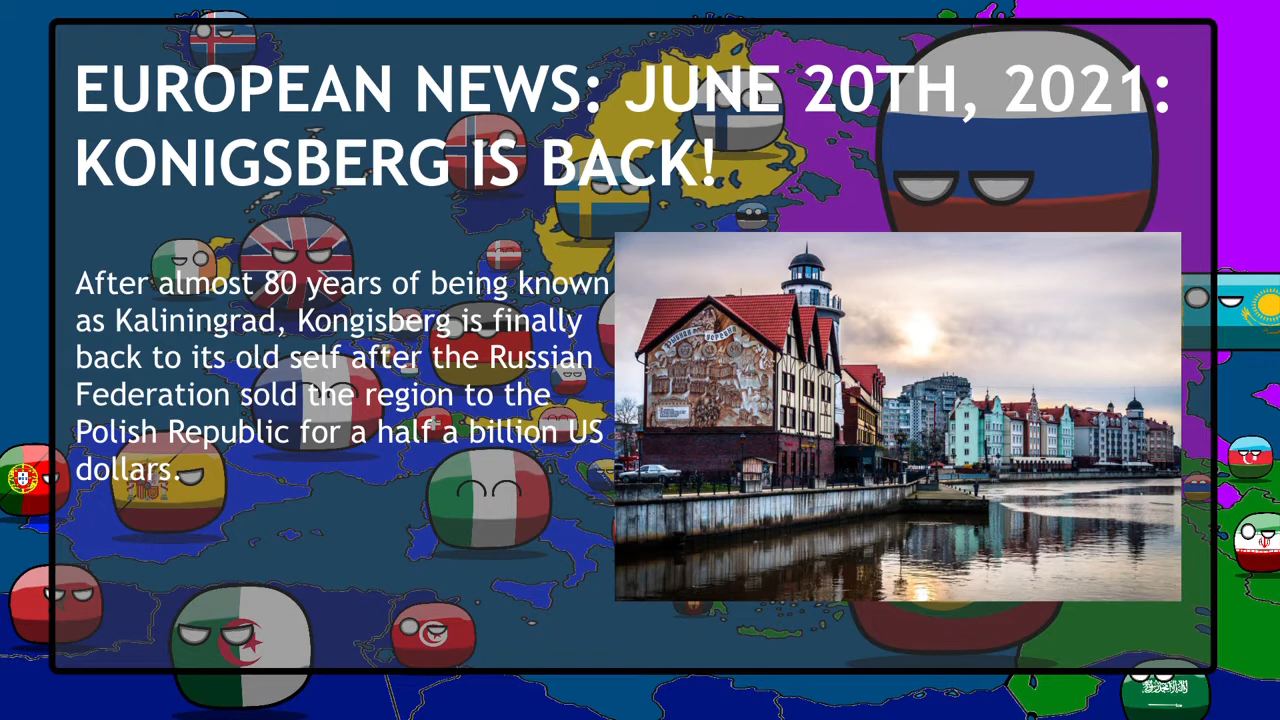 EUROPEAN NEWS: JUNE 20TH, 2021:
KONIGSBERG IS BACK!
After almost 80 years of being known
as Kaliningrad, Kongisberg is finally
back to its old self after the Russian
Federation sold the region to the
Polish Republic for a half a billion US
dollars.